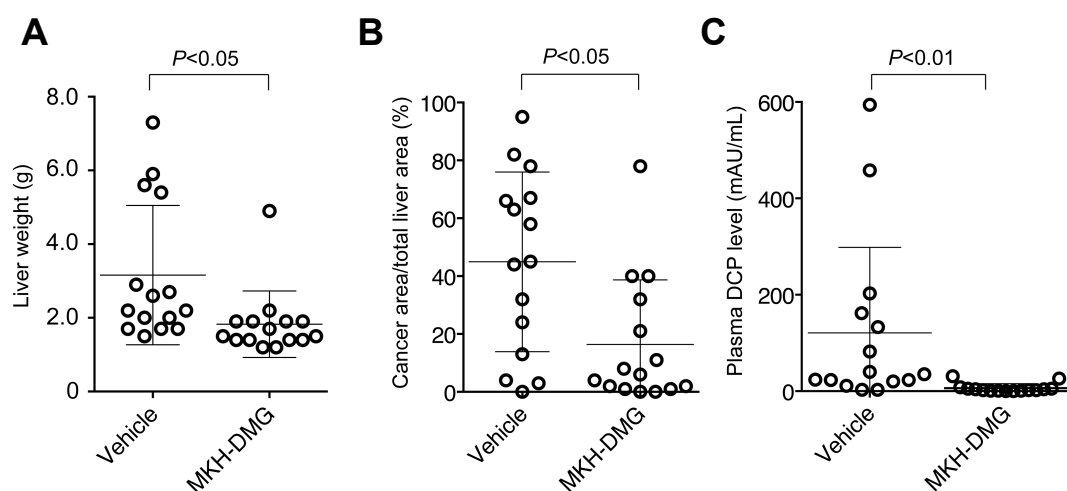 A
P<0.05
Liver weight (g)
8.0
6.0
4.0
2.0
0
Vehicle
MKH-DMG
B
P<0.05
Cancer area/total liver area (%)
100
80
60
40
20
0
Vehicle
MKH-DMG
C
P<0.01
Plasma DCP level (mAU/mL)
600
400
200
0
Vehicle
MKH-DMG